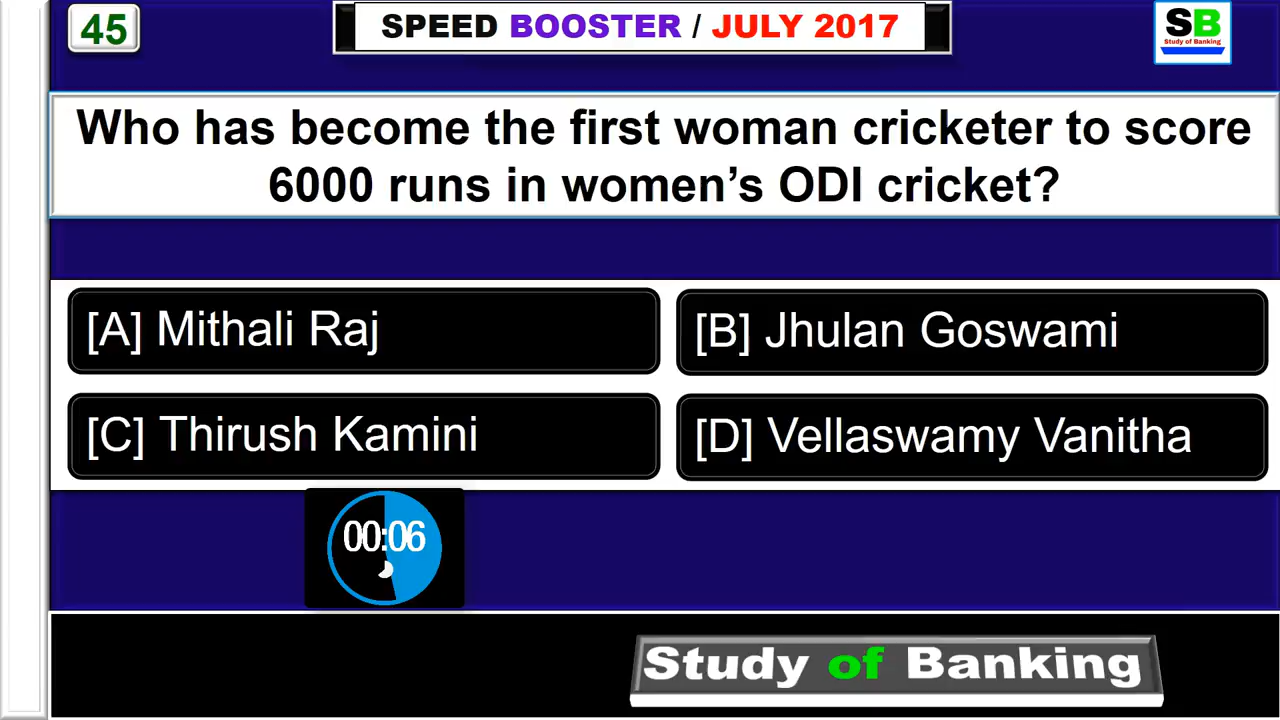 45
SPEED BOOSTER / JULY 2017
SB
Study of Banking
Who has become the first woman cricketer to score
6000 runs in women’s ODI cricket?
[A] Mithali Raj
[B] Jhulan Goswami
[C] Thirush Kamini
[D] Vellaswamy Vanitha
00:06
Study of Banking